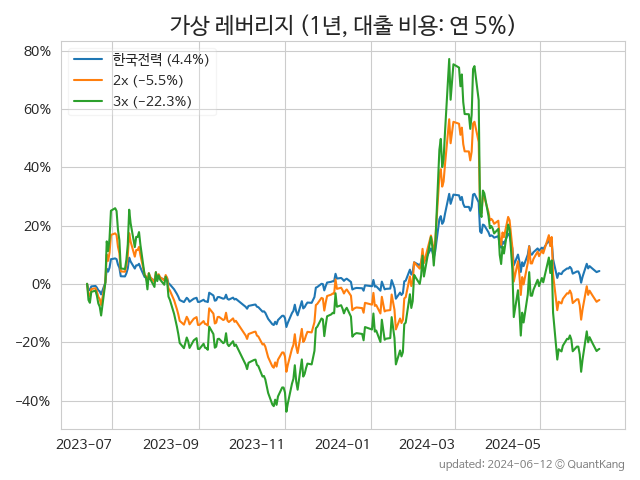 가상 레버리지 (1년, 대출 비용: 연 5%)
한국전력 (4.4%)
2x (−5.5%)
3x (−22.3%)
80%
60%
40%
20%
0%
−20%
−40%
2023-07
2023-09
2023-11
2024-01
2024-03
2024-05
updated: 2024-06-12 © QuantKang